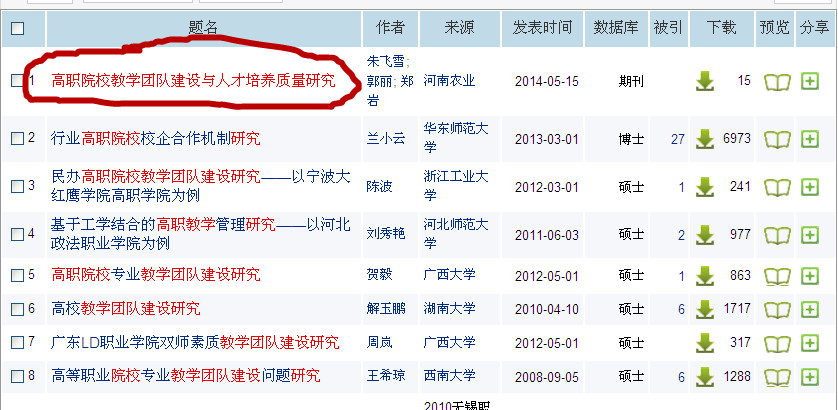 题名 作者 来源 发表时间 数据库 被引 下载 预览 分享
朱飞雪;
1 高职院校教学团队建设与人才培养质量研究 郭丽; 郑 河南农业 2014-05-15 期刊 15
岩
2 行业高职院校校企合作机制研究 兰小云 华东师范大 2013-03-01 博士 27 6973
学
3 民办高职院校教学团队建设研究——以宁波大 陈波 浙江工业大 2012-03-01 硕士 1 241
红鹰学院高职学院为例 学
4 基于工学结合的高职教学管理研究——以河北 刘秀艳 河北师范大 2011-06-03 硕士 2 977
政法职业学院为例 学
5 高职院校专业教学团队建设研究 贺毅 广西大学 2012-05-01 硕士 1 863
6 高校教学团队建设研究 解玉鹏 湖南大学 2010-04-10 硕士 6 1717
7 广东LD职业学院双师素质教学团队建设研究 周岚 广西大学 2012-05-01 硕士 317
8 高等职业院校专业教学团队建设问题研究 王希琼 西南大学 2008-09-05 硕士 6 1288
2010无锡职